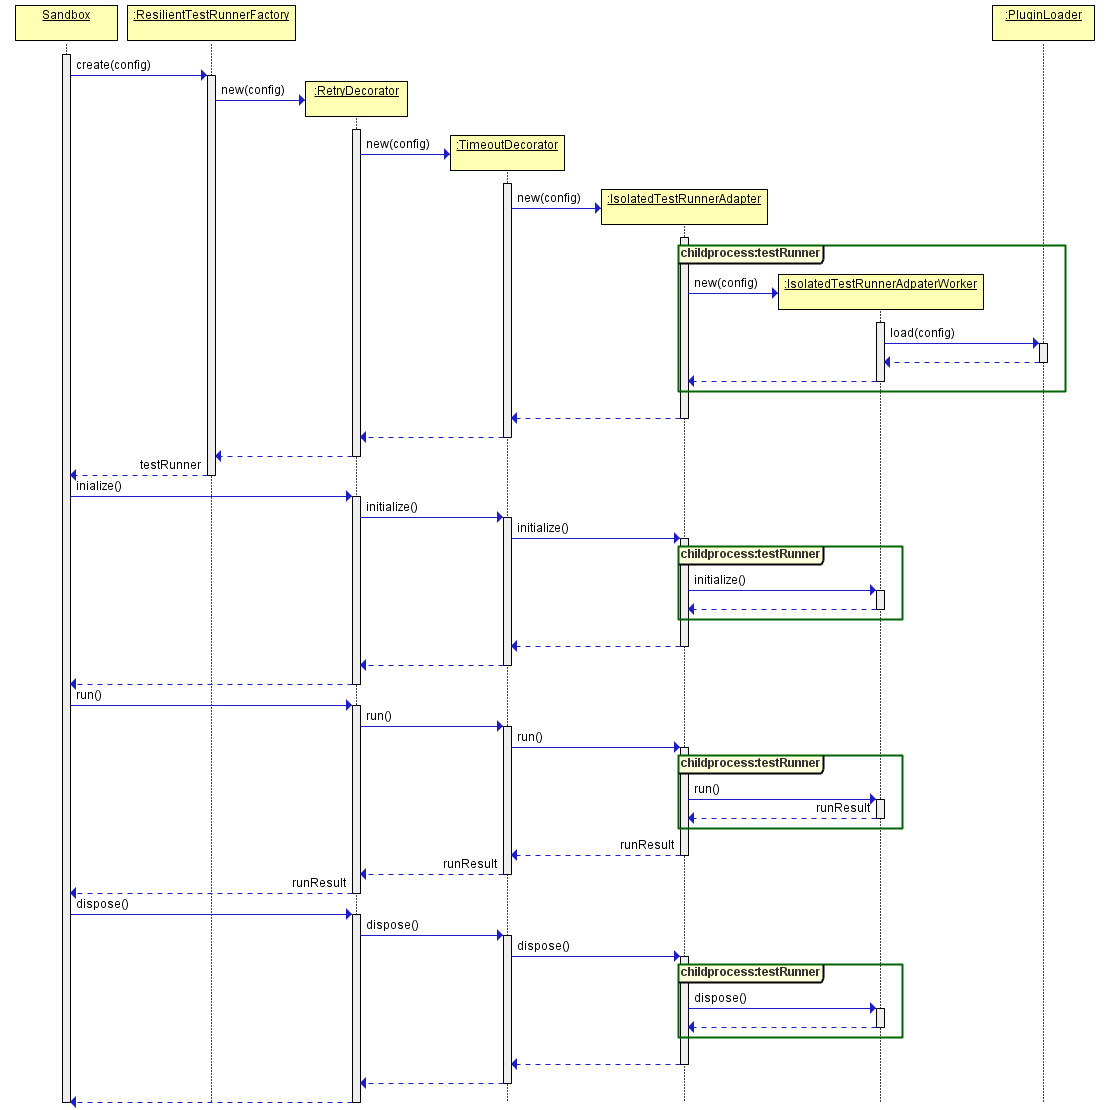 Sandbox
:ResilientTestRunnerFactory
:PluginLoader
create(config)
new(config)
:RetryDecorator
new(config)
:TimeoutDecorator
new(config)
:IsolatedTestRunnerAdapter
childprocess:testRunner
new(config)
:IsolatedTestRunnerAdpaterWorker
load(config)
testRunner
inialize()
initialize()
initialize()
childprocess:testRunner
initialize()
run()
run()
run()
childprocess:testRunner
run()
runResult
runResult
runResult
runResult
dispose()
dispose()
dispose()
childprocess:testRunner
dispose()